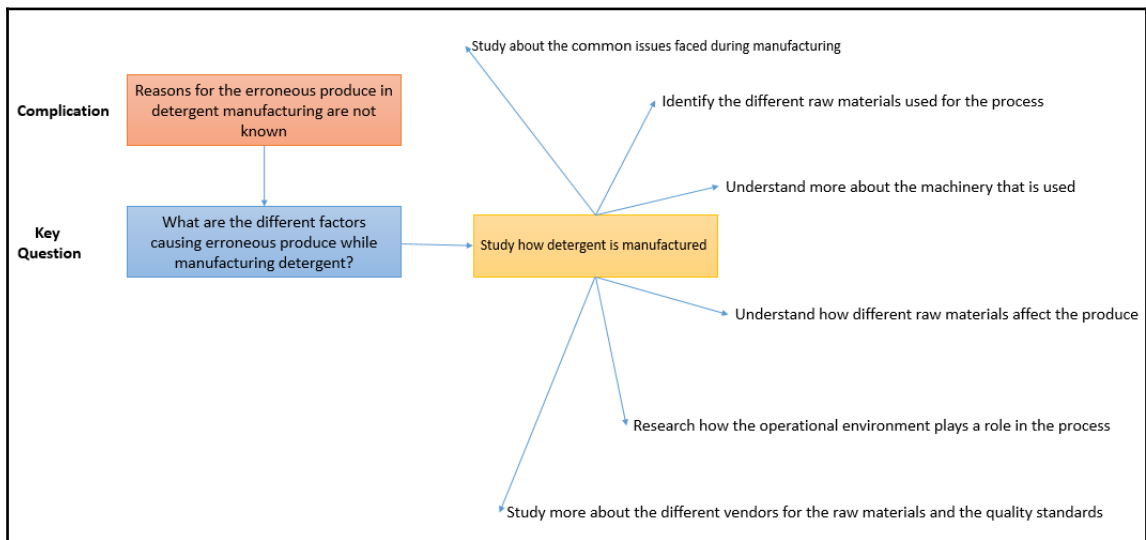 Study about the common issues faced during manufacturing
Complication
Reasons for the erroneous produce in
detergent manufacturing are not
known
Identify the different raw materials used for the process
Understand more about the machinery that is used
Key
Question
What are the different factors
causing erroneous produce while
manufacturing detergent?
Study how detergent is manufactured
Understand how different raw materials affect the produce
Research how the operational environment plays a role in the process
Study more about the different vendors for the raw materials and the quality standards